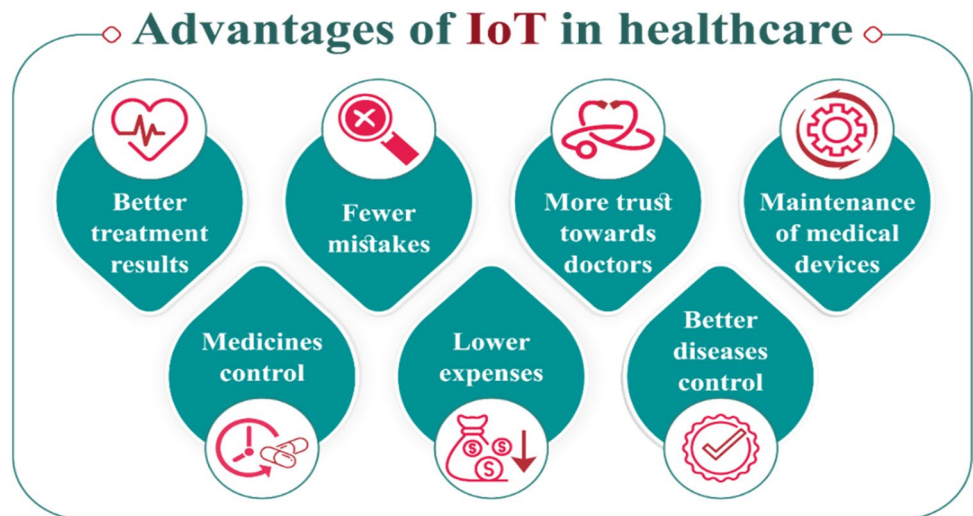 Advantages of IoT in healthcare
Better
treatment
results
Fewer
mistakes
More trust
towards
doctors
Maintenance
of medical
devices
Medicines
control
Lower
expenses
Better
diseases
control
$
$
$